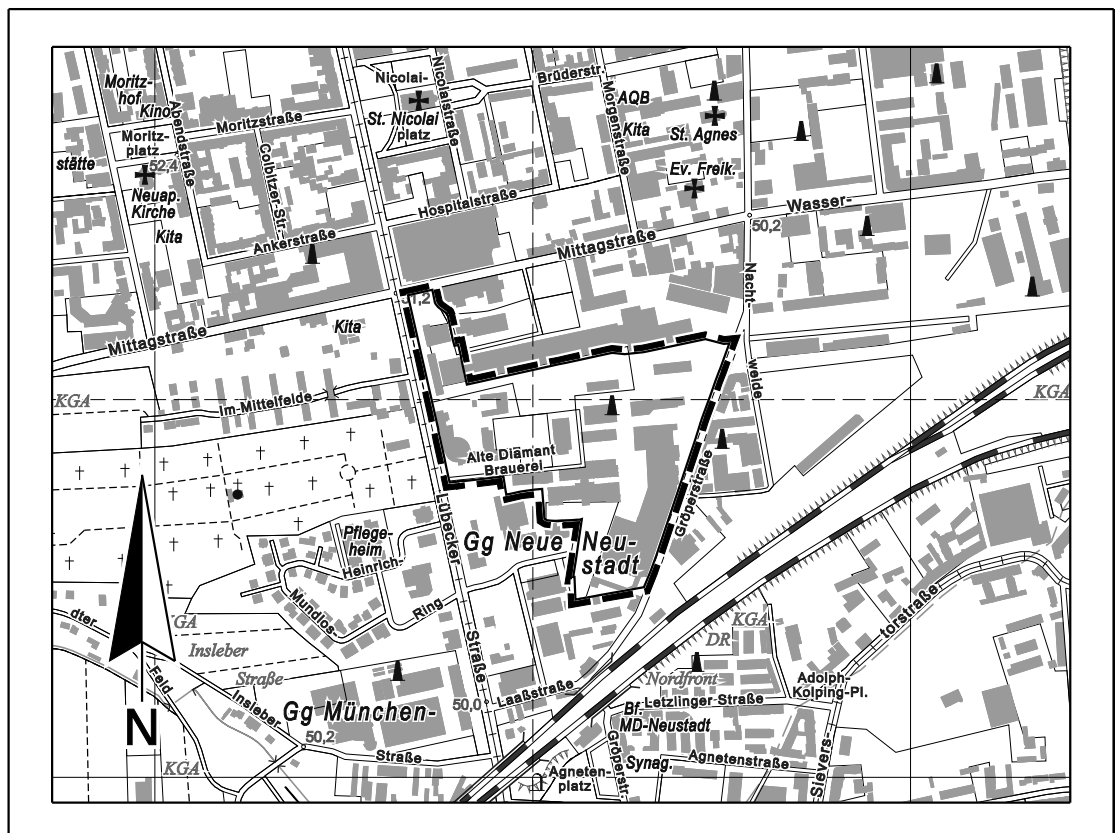 Moritz-
hof
Kino
Abendstraße
Moritzstraße
Moritz-
platz
stätte
52,4
Neuap.
Kirche
Kita
Colbitzer-Str.
Ankerstraße
Nicolai-
St. Nicolai
platz
Nicolaistraße
Brüderstr.
Morgenstraße
AQB
Kita
St. Agnes
Ev. Freik.
Hospitalstraße
Mittagstraße
Wasser-
50,2
Nacht-
weide
51,2
Mittagstraße
Kita
KGA
KGA
Im-Mittelfelde
Alte Diamant
Brauerei
Gröperstraße
Lübecker
Straße
Gg Neue Neu-
stadt
Pflege-
heim
Heinrich-
Mundlos-
Ring
dter
KGA
Insleber
Straße
Feld
Insleber
50,2
Straße
KGA
Gg München-
50,0
Laaßstraße
KGA
DR
Nordfront
torstraße
Adolph-
Kolping-Pl.
Letzlinger Straße
Bf.
MD-Neustadt
Gröperstr.
Synag.
Agnetenstraße
Sievers-
Agneten-
platz
N